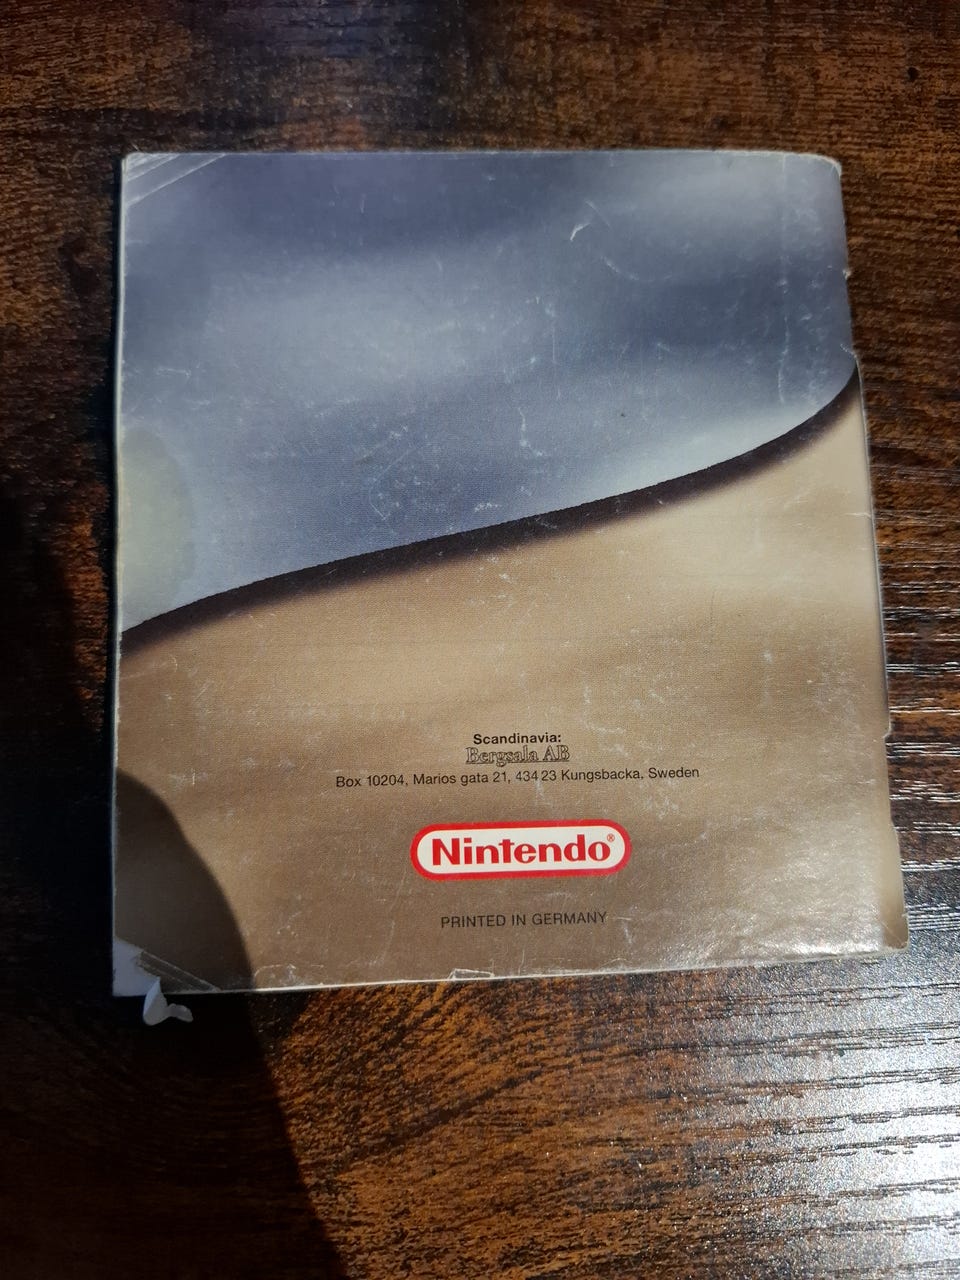 Scandinavia:
Bergsala AB
Box 10204, Marios gata 21, 434 23 Kungsbacka, Sweden
Nintendo®
PRINTED IN GERMANY